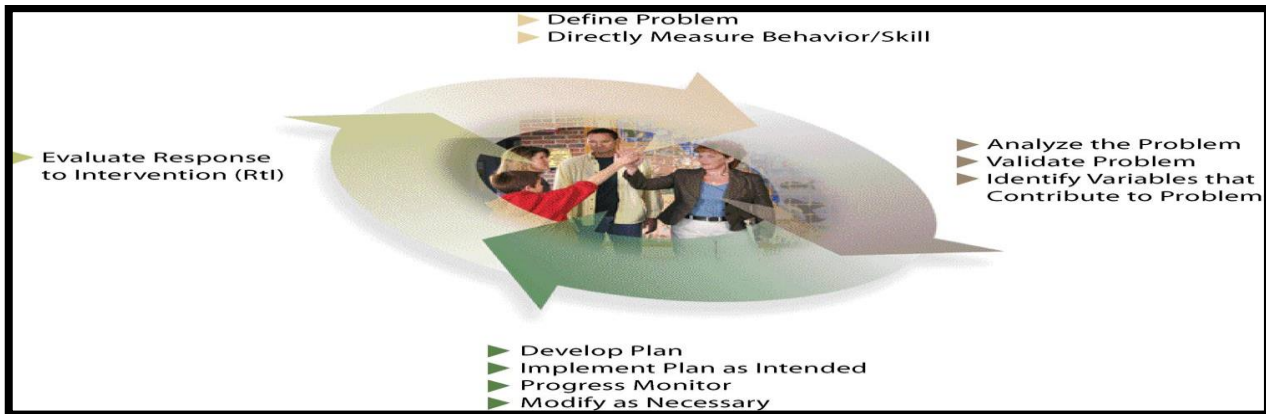 Define Problem
Directly Measure Behavior/Skill
Analyze the Problem
Validate Problem
Identify Variables that
Contribute to Problem
Develop Plan
Implement Plan as Intended
Progress Monitor
Modify as Necessary
Evaluate Response
to Intervention (RtI)